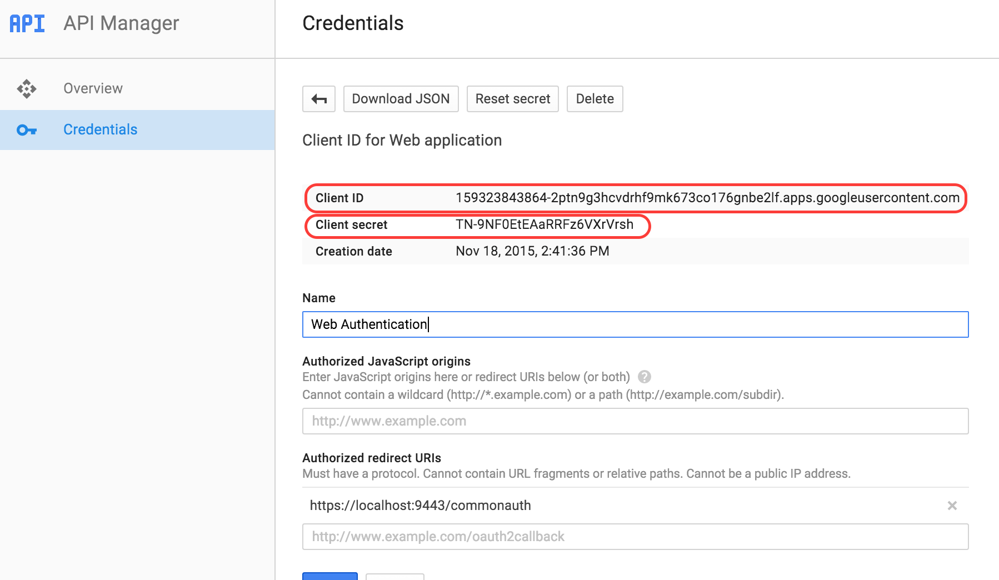 API API Manager
Credentials
Overview
Credentials
Download JSON Reset secret Delete
Client ID for Web application
Client ID 159323843864-2ptn9g3hcvdrhf9mk673co176gnbe2lf.apps.googleusercontent.com
Client secret TN-9NF0EtEAaRRFz6VXrVrsh
Creation date Nov 18, 2015, 2:41:36 PM
Name
Web Authentication
Authorized JavaScript origins
Enter JavaScript origins here or redirect URIs below (or both) ?
Cannot contain a wildcard (http://*.example.com) or a path (http://example.com/subdir).
http://www.example.com
Authorized redirect URIs
Must have a protocol. Cannot contain URL fragments or relative paths. Cannot be a public IP address.
https://localhost:9443/commonauth
http://www.example.com/oauth2callback